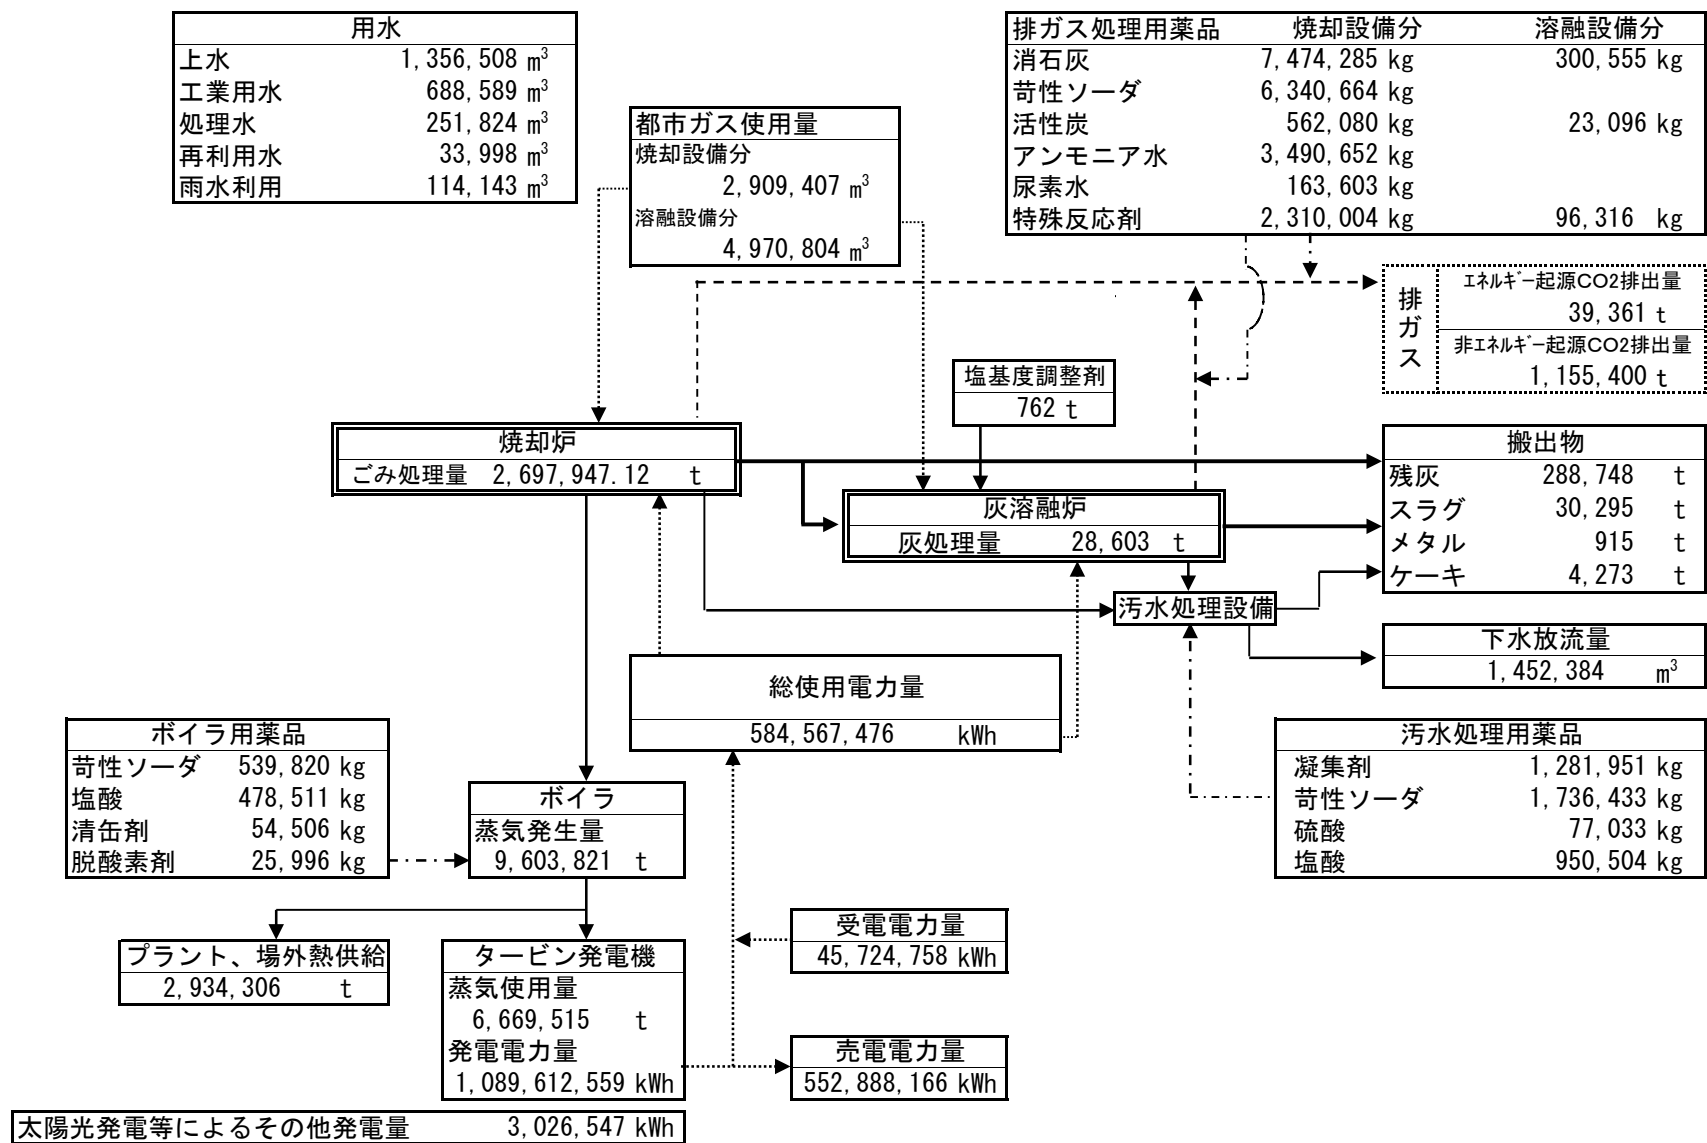 用水
上水 1,356,508 m³
工業用水 688,589 m³
処理水 251,824 m³
再利用水 33,998 m³
雨水利用 114,143 m³
都市ガス使用量
焼却設備分
2,909,407 m³
溶融設備分
4,970,804 m³
排ガス処理用薬品 焼却設備分 溶融設備分
消石灰 7,474,285 kg 300,555 kg
苛性ソーダ 6,340,664 kg
活性炭 562,080 kg 23,096 kg
アンモニア水 3,490,652 kg
尿素水 163,603 kg
特殊反応剤 2,310,004 kg 96,316 kg
排ガス
エネルギー起源CO2排出量
39,361 t
非エネルギー起源CO2排出量
1,155,400 t
塩基度調整剤
762 t
焼却炉
ごみ処理量 2,697,947.12 t
灰溶融炉
灰処理量 28,603 t
搬出物
残灰 288,748 t
スラグ 30,295 t
メタル 915 t
ケーキ 4,273 t
汚水処理設備
下水放流量
1,452,384 m³
総使用電力量
584,567,476 kWh
ボイラ用薬品
苛性ソーダ 539,820 kg
塩酸 478,511 kg
清缶剤 54,506 kg
脱酸素剤 25,996 kg
ボイラ
蒸気発生量
9,603,821 t
汚水処理用薬品
凝集剤 1,281,951 kg
苛性ソーダ 1,736,433 kg
硫酸 77,033 kg
塩酸 950,504 kg
プラント、場外熱供給
2,934,306 t
タービン発電機
蒸気使用量
6,669,515 t
発電電力量
1,089,612,559 kWh
受電電力量
45,724,758 kWh
売電電力量
552,888,166 kWh
太陽光発電等によるその他発電量 3,026,547 kWh